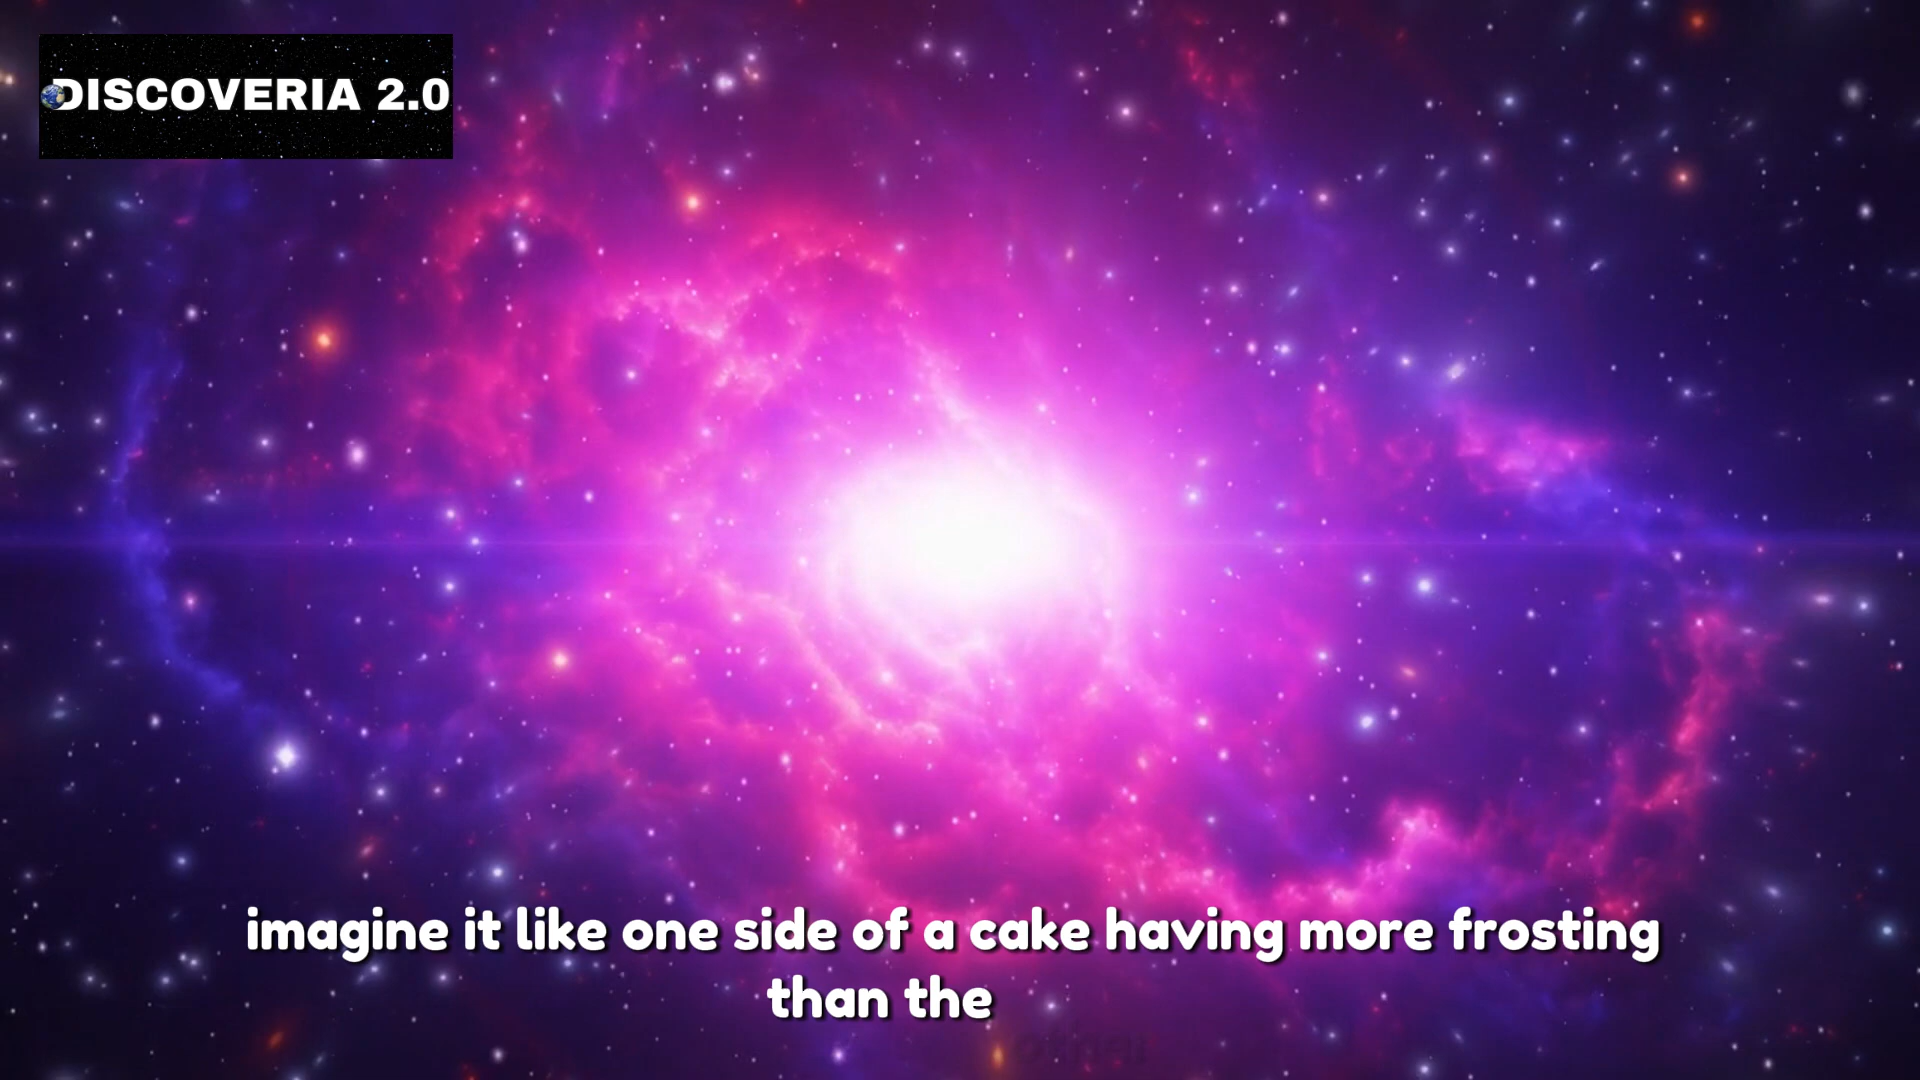 DISCOVERIA 2.0
imagine it like one side of a cake having more frosting
than the